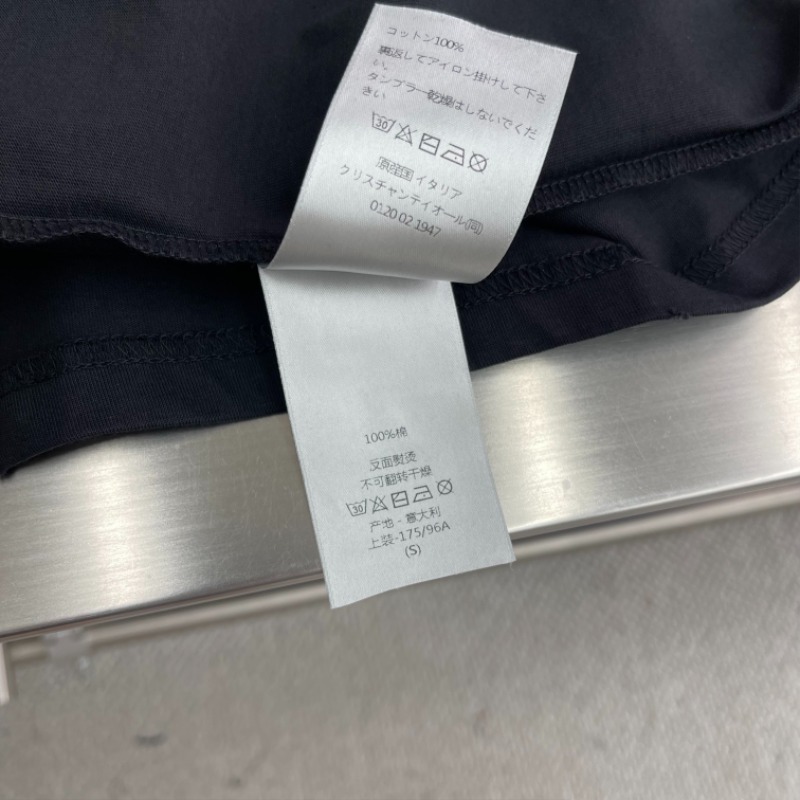 コットン100%
裏返してアイロン掛けして下さ
い。
タンブラー乾燥はしないでくだ
きい
30
原宿国イタリア
クリスチャンディオール(同)
0120 02 1947
100%棉
反面熨烫
不可翻转干燥
30
产地 - 意大利
上装-175/96A
(S)